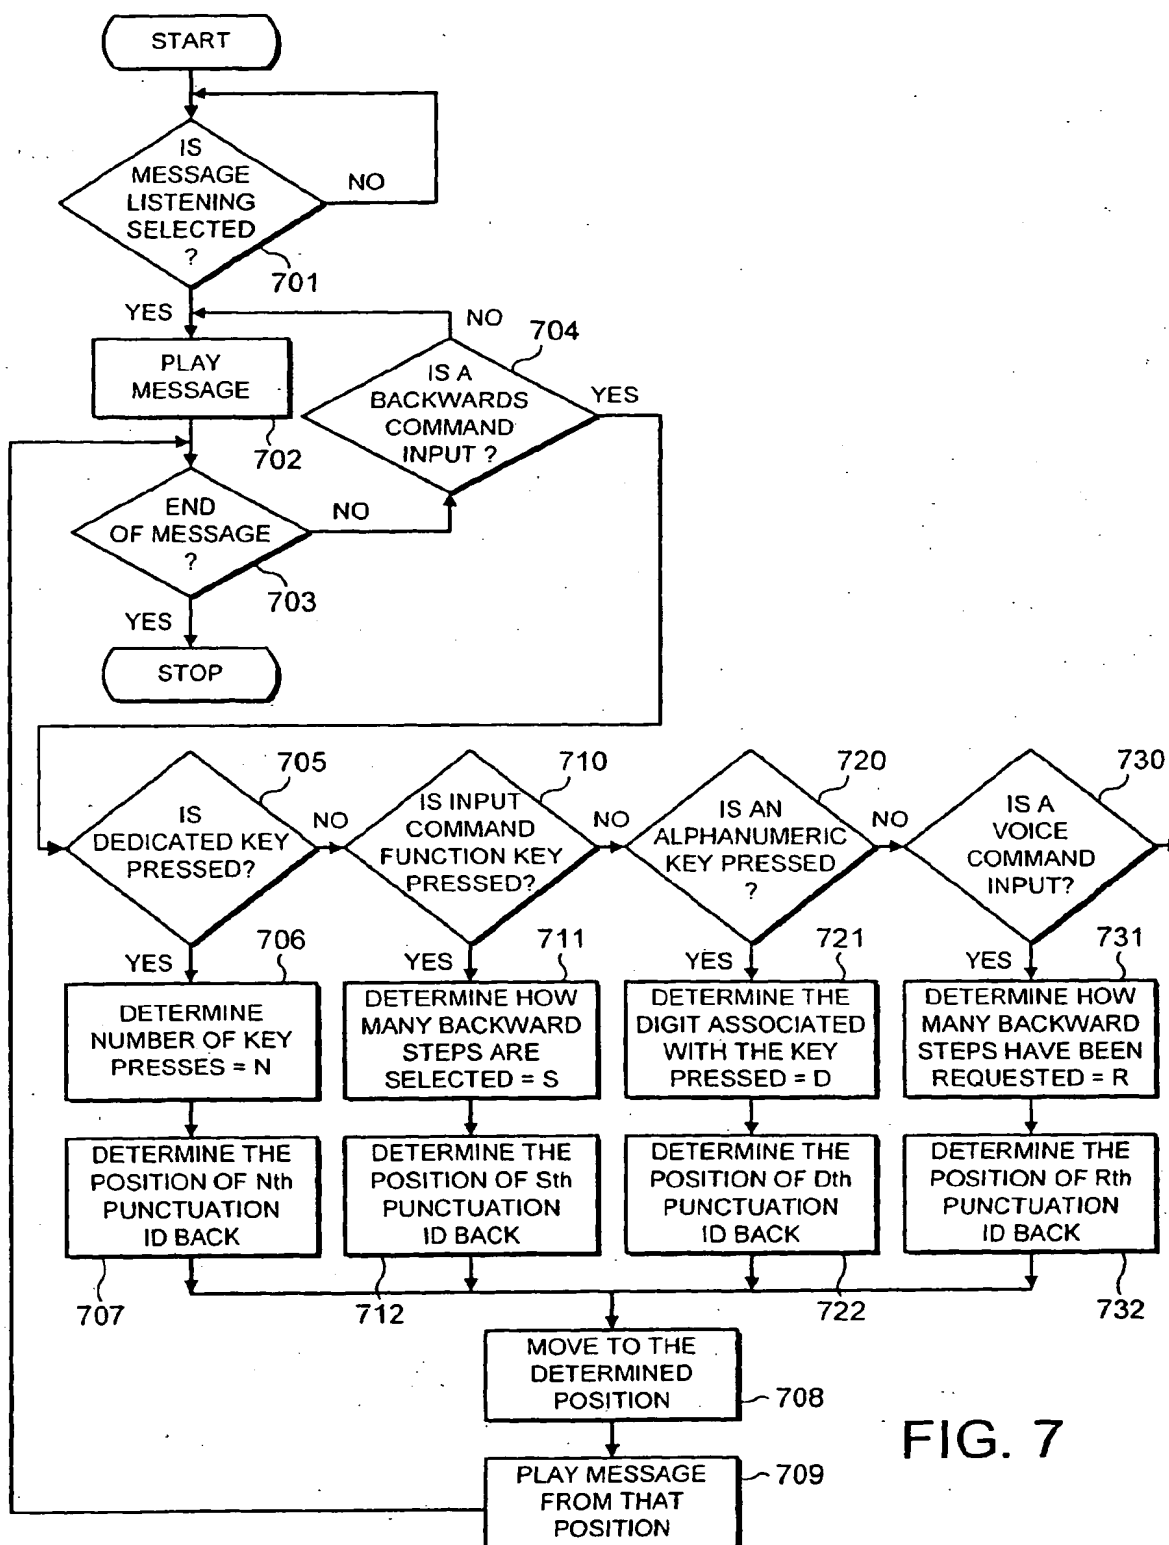 START
IS
MESSAGE
LISTENING
SELECTED
?
NO
701
YES
NO
704
PLAY
MESSAGE
702
IS A
BACKWARDS
COMMAND
INPUT ?
YES
END
OF MESSAGE
?
NO
703
YES
STOP
705
IS
DEDICATED KEY
PRESSED?
NO
710
IS INPUT
COMMAND
FUNCTION KEY
PRESSED?
NO
720
IS AN
ALPHANUMERIC
KEY PRESSED
?
NO
730
IS A
VOICE
COMMAND
INPUT?
YES
706
DETERMINE
NUMBER OF KEY
PRESSES = N
YES
711
DETERMINE HOW
MANY BACKWARD
STEPS ARE
SELECTED = S
YES
721
DETERMINE THE
DIGIT ASSOCIATED
WITH THE KEY
PRESSED = D
YES
731
DETERMINE HOW
MANY BACKWARD
STEPS HAVE BEEN
REQUESTED = R
DETERMINE THE
POSITION OF Nth
PUNCTUATION
ID BACK
707
DETERMINE THE
POSITION OF Sth
PUNCTUATION
ID BACK
712
DETERMINE THE
POSITION OF Dth
PUNCTUATION
ID BACK
722
DETERMINE THE
POSITION OF Rth
PUNCTUATION
ID BACK
732
MOVE TO THE
DETERMINED
POSITION
708
PLAY MESSAGE
FROM THAT
POSITION
709
FIG. 7